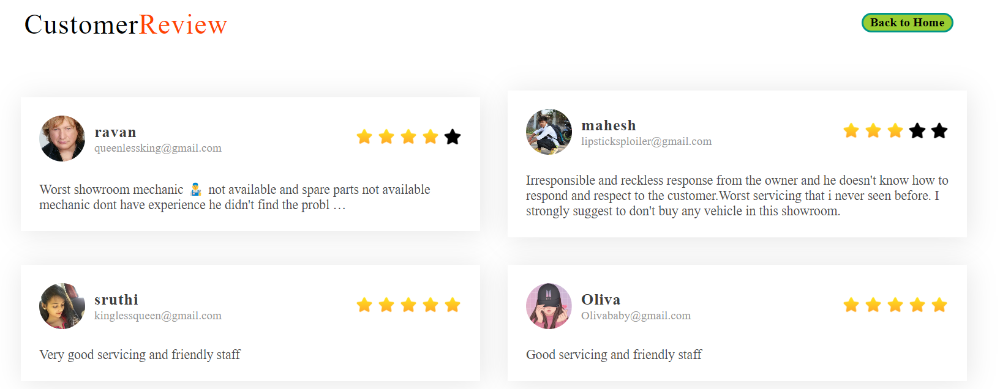 CustomerReview
Back to Home
ravan
queenlessking@gmail.com
Worst showroom mechanic 👨‍🔧 not available and spare parts not available
mechanic dont have experience he didn't find the probl …
mahesh
lipsticksploiler@gmail.com
Irresponsible and reckless response from the owner and he doesn't know how to
respond and respect to the customer.Worst servicing that i never seen before. I
strongly suggest to don't buy any vehicle in this showroom.
sruthi
kinglessqueen@gmail.com
Very good servicing and friendly staff
Oliva
Olivababy@gmail.com
Good servicing and friendly staff